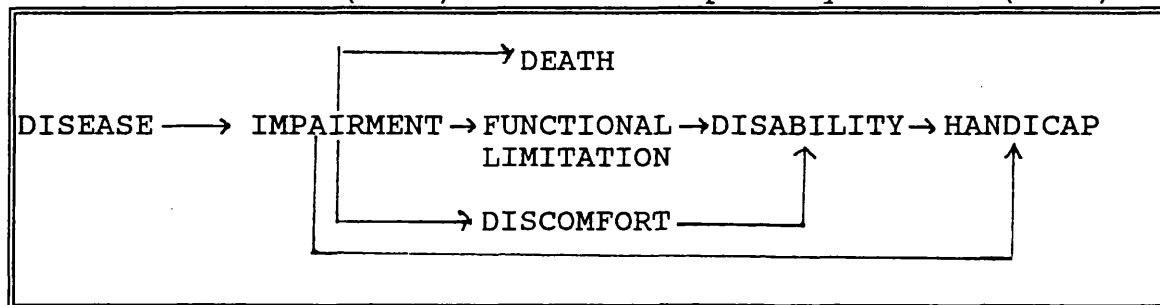 DEATH
DISEASE → IMPAIRMENT → FUNCTIONAL → DISABILITY → HANDICAP
LIMITATION
DISCOMFORT